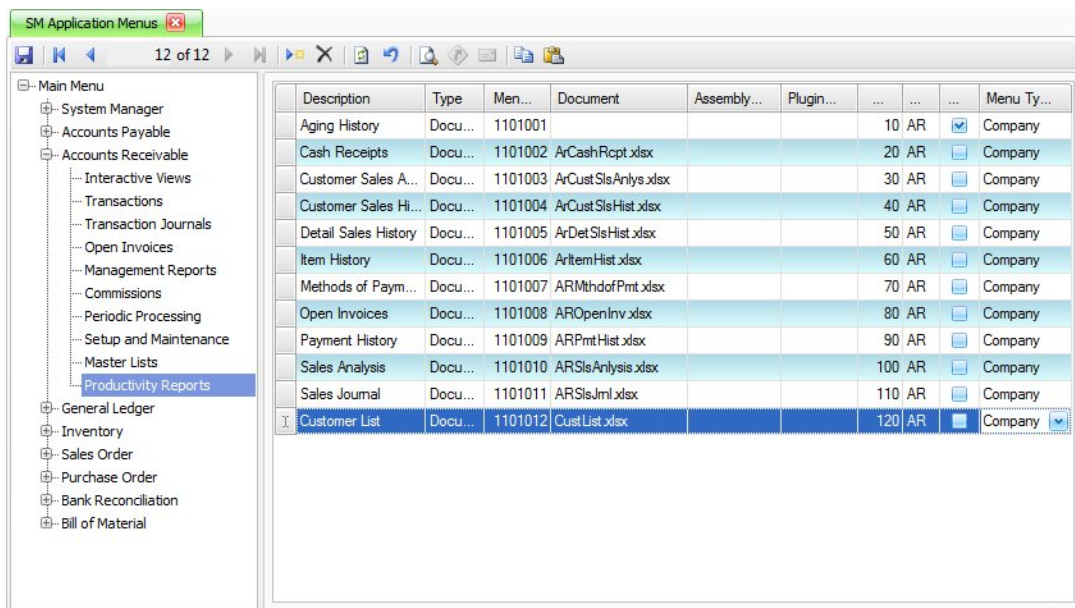 SM Application Menus
12 of 12
Main Menu
System Manager
Accounts Payable
Accounts Receivable
Interactive Views
Transactions
Transaction Journals
Open Invoices
Management Reports
Commissions
Periodic Processing
Setup and Maintenance
Master Lists
Productivity Reports
General Ledger
Inventory
Sales Order
Purchase Order
Bank Reconciliation
Bill of Material
Description Type Men... Document Assembly... Plugin... ... ... ... Menu Ty...
Aging History Docu... 1101001 10 AR Company
Cash Receipts Docu... 1101002 ArCashRcpt.xlsx 20 AR Company
Customer Sales A... Docu... 1101003 ArCustSlsAnlys.xlsx 30 AR Company
Customer Sales Hi... Docu... 1101004 ArCustSlsHist.xlsx 40 AR Company
Detail Sales History Docu... 1101005 ArDetSlsHist.xlsx 50 AR Company
Item History Docu... 1101006 ArItemHist.xlsx 60 AR Company
Methods of Paym... Docu... 1101007 ARMthdofPmt.xlsx 70 AR Company
Open Invoices Docu... 1101008 AROpenInv.xlsx 80 AR Company
Payment History Docu... 1101009 ARPmtHist.xlsx 90 AR Company
Sales Analysis Docu... 1101010 ARSlsAnlysis.xlsx 100 AR Company
Sales Journal Docu... 1101011 ARSlsJrnl.xlsx 110 AR Company
Customer List Docu... 1101012 CustList.xlsx 120 AR Company